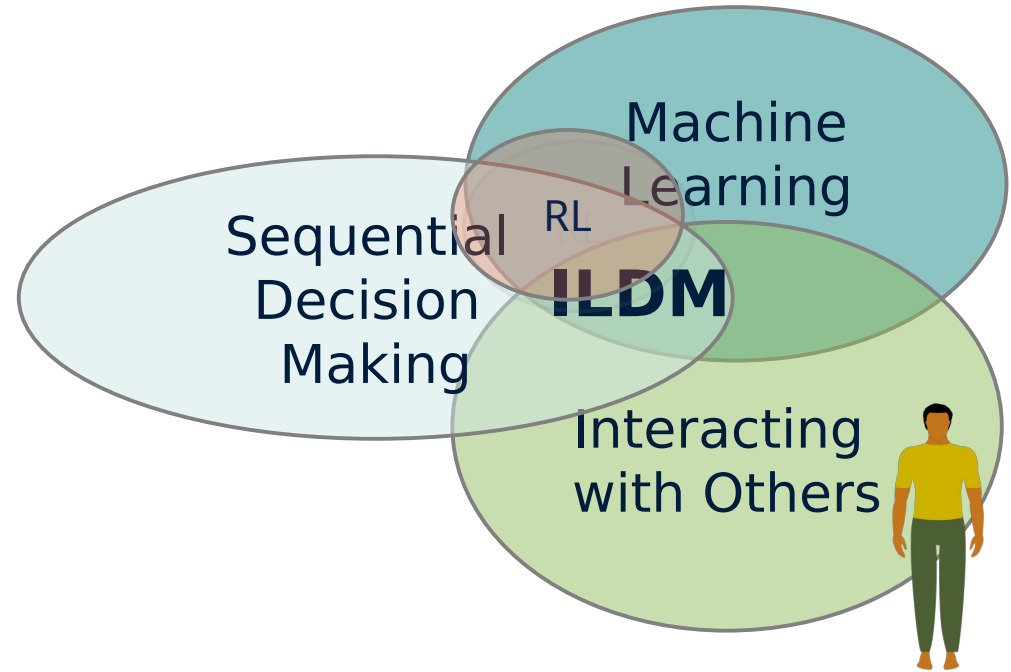 Machine
Learning
Sequential
Decision
Making
RL
ILDM
Interacting
with Others